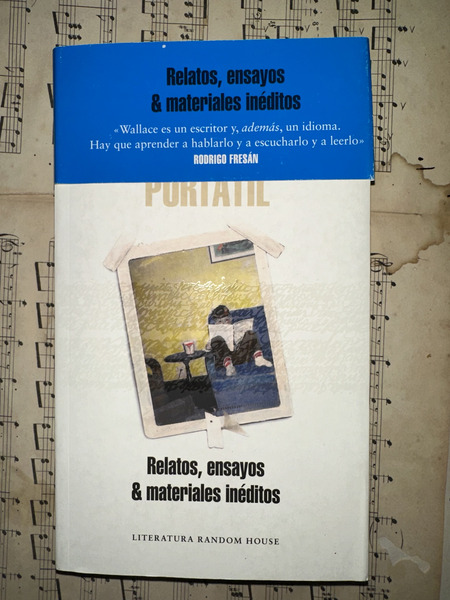 Relatos, ensayos
& materiales inéditos
«Wallace es un escritor y, además, un idioma.
Hay que aprender a hablarlo y a escucharlo y a leerlo»
RODRIGO FRESÁN
PORTÁTIL
Relatos, ensayos
& materiales inéditos
LITERATURA RANDOM HOUSE